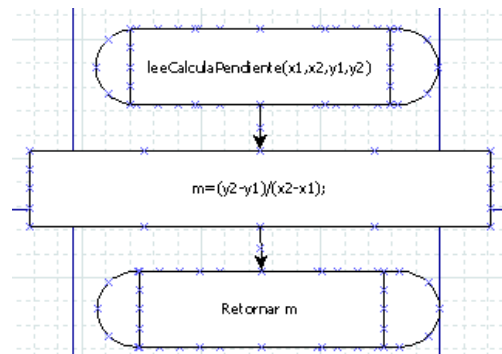 leeCalculaPendiente(x1,x2,y1,y2)
m=(y2-y1)/(x2-x1);
Retornar m